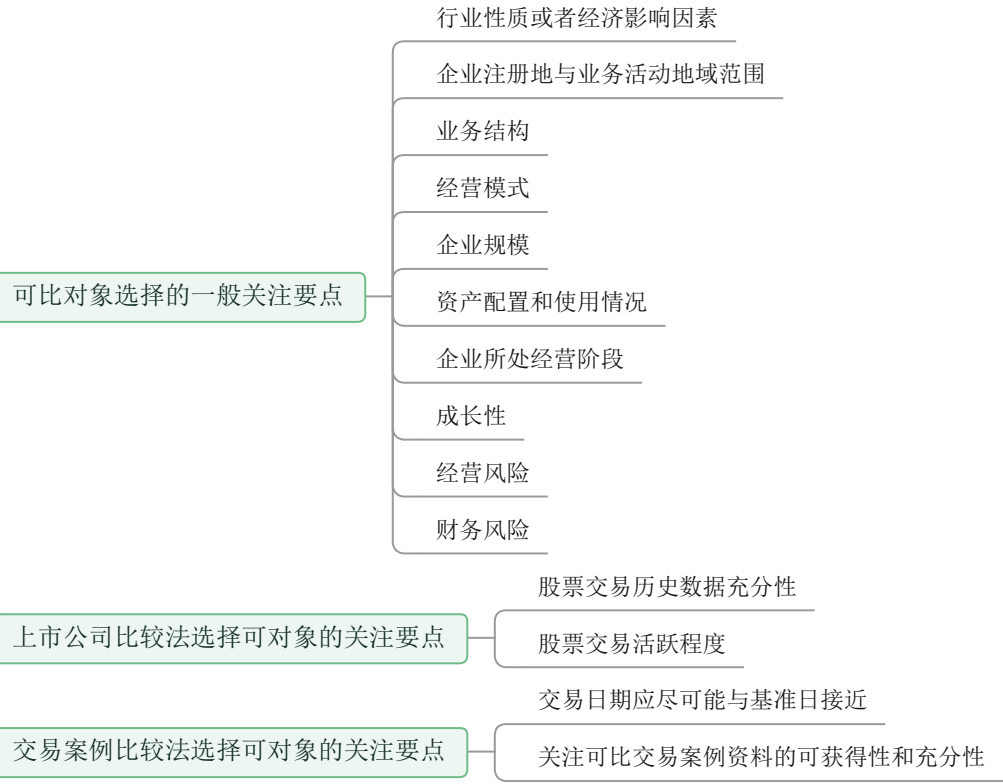 行业性质或者经济影响因素
企业注册地与业务活动地域范围
业务结构
经营模式
企业规模
可比对象选择的一般关注要点
资产配置和使用情况
企业所处经营阶段
成长性
经营风险
财务风险
股票交易历史数据充分性
上市公司比较法选择可对象的关注要点
股票交易活跃程度
交易日期应尽可能与基准日接近
交易案例比较法选择可对象的关注要点
关注可比交易案例资料的可获得性和充分性